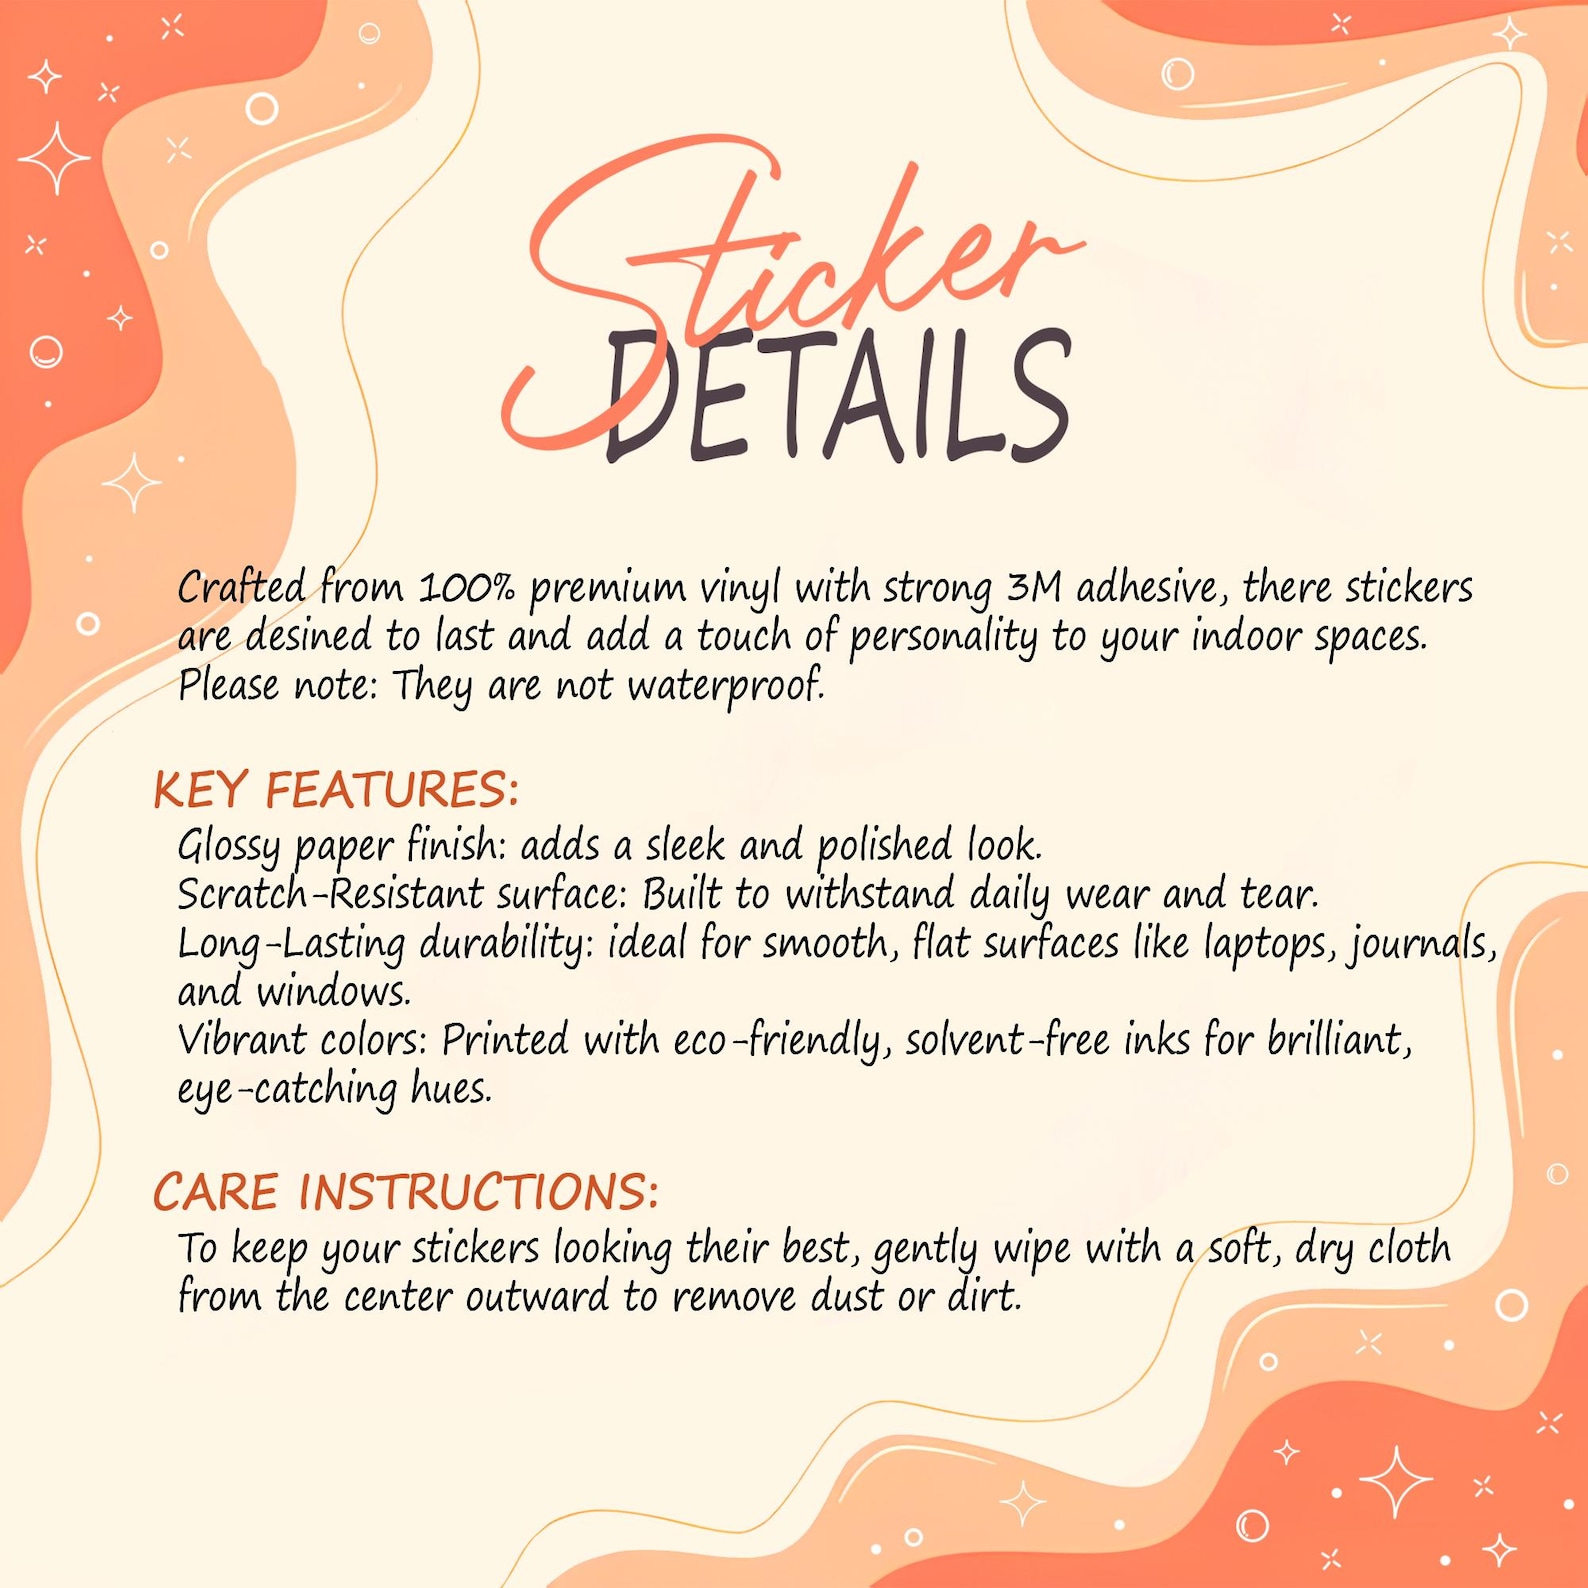 Sticker
DETAILS
Crafted from 100% premium vinyl with strong 3M adhesive, there stickers
are desined to last and add a touch of personality to your indoor spaces.
Please note: They are not waterproof.
KEY FEATURES:
Glossy paper finish: adds a sleek and polished look.
Scratch-Resistant surface: Built to withstand daily wear and tear.
Long-Lasting durability: ideal for smooth, flat surfaces like laptops, journals,
and windows.
Vibrant colors: Printed with eco-friendly, solvent-free inks for brilliant,
eye-catching hues.
CARE INSTRUCTIONS:
To keep your stickers looking their best, gently wipe with a soft, dry cloth
from the center outward to remove dust or dirt.